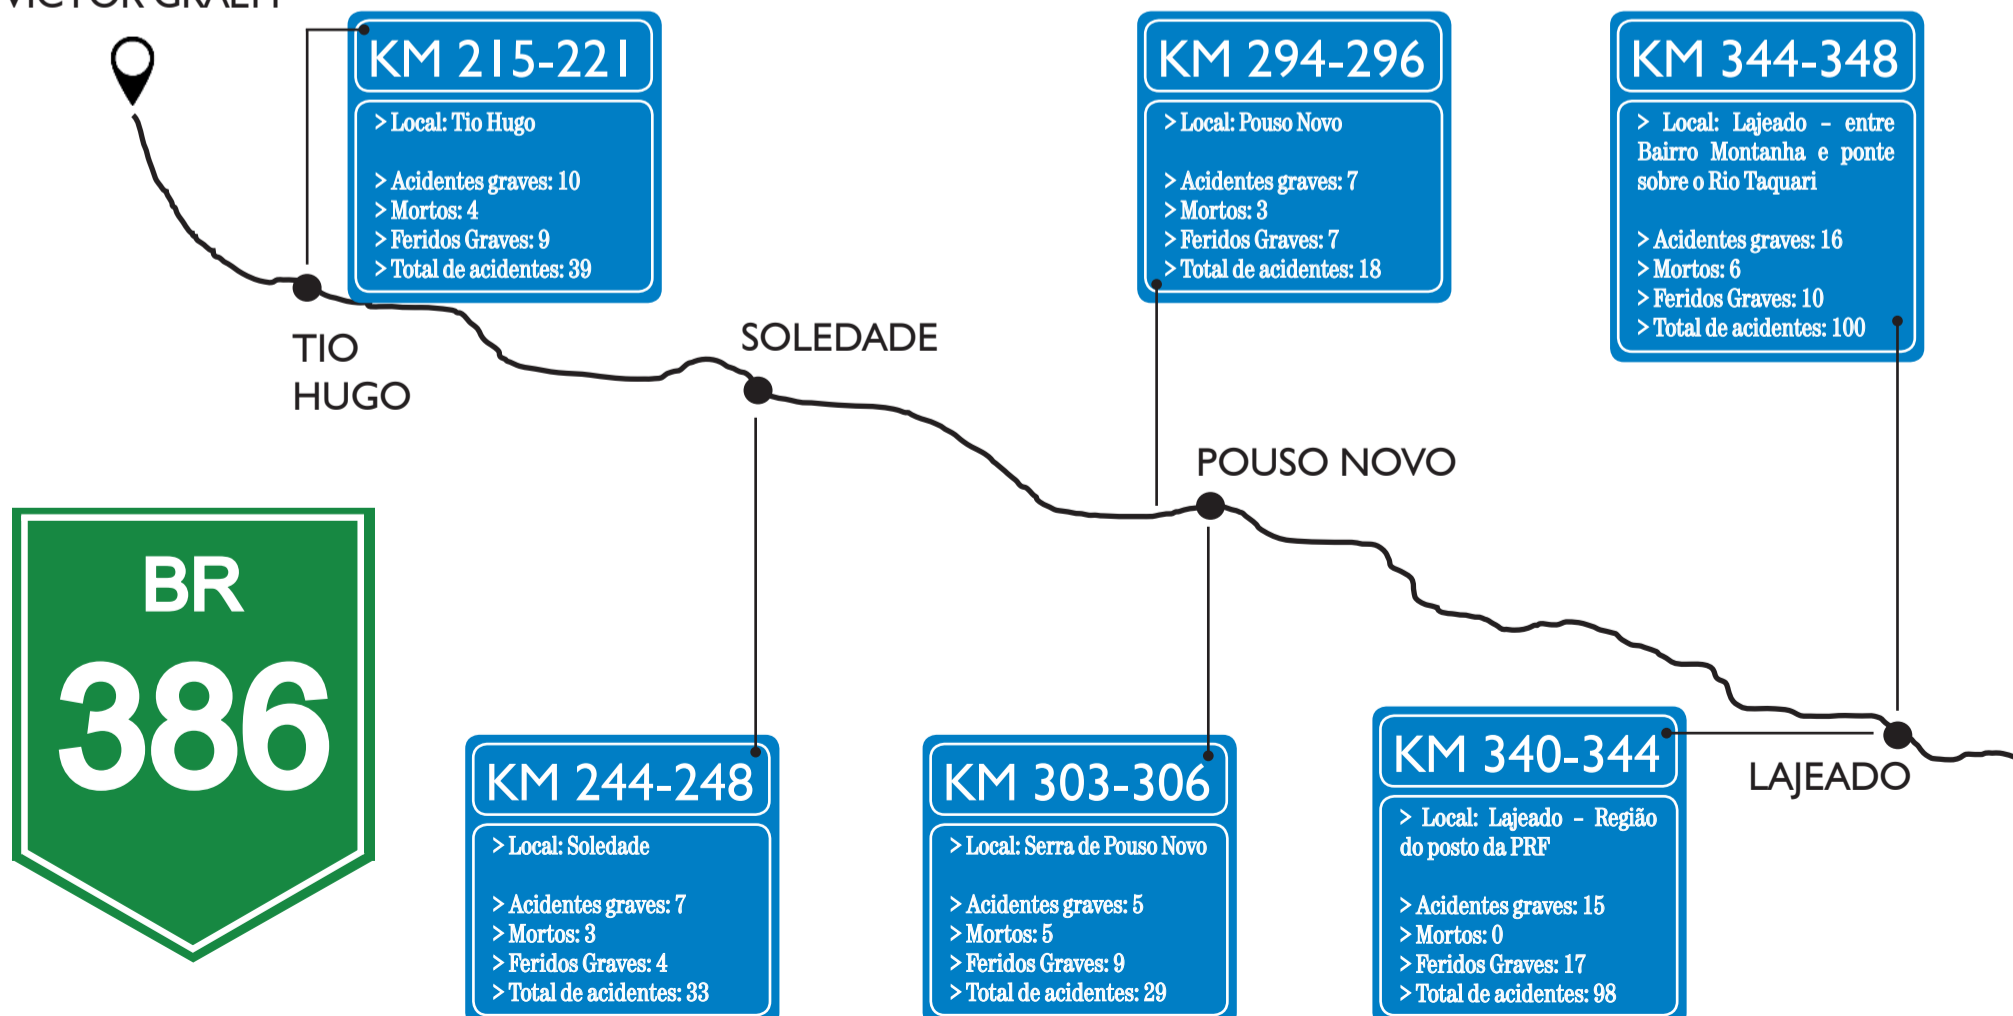 KM 215-221
> Local: Tio Hugo
> Acidentes graves: 10
> Mortos: 4
> Feridos Graves: 9
> Total de acidentes: 39
KM 294-296
> Local: Pouso Novo
> Acidentes graves: 7
> Mortos: 3
> Feridos Graves: 7
> Total de acidentes: 18
KM 344-348
> Local: Lajeado - entre
Bairro Montanha e ponte
sobre o Rio Taquari
> Acidentes graves: 16
> Mortos: 6
> Feridos Graves: 10
> Total de acidentes: 100
TIO
HUGO
SOLEDADE
POUSO NOVO
LAJEADO
BR
386
KM 244-248
> Local: Soledade
> Acidentes graves: 7
> Mortos: 3
> Feridos Graves: 4
> Total de acidentes: 33
KM 303-306
> Local: Serra de Pouso Novo
> Acidentes graves: 5
> Mortos: 5
> Feridos Graves: 9
> Total de acidentes: 29
KM 340-344
> Local: Lajeado - Região
do posto da PRF
> Acidentes graves: 15
> Mortos: 0
> Feridos Graves: 17
> Total de acidentes: 98